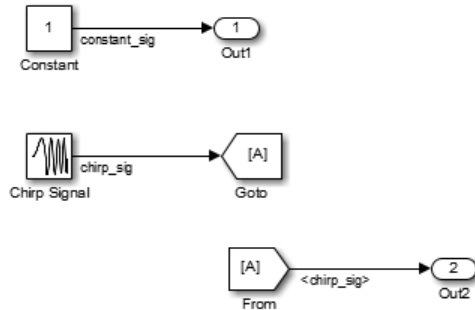 1
constant_sig
1
Constant
Out1
[A]
chirp_sig
Chirp Signal
Goto
[A]
<chirp_sig>
2
From
Out2